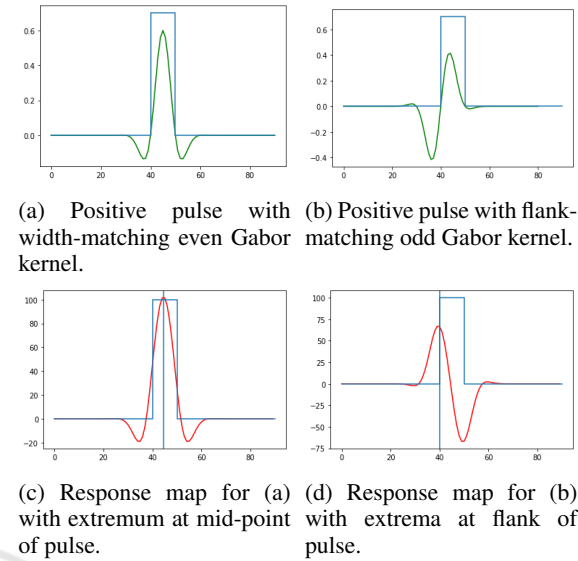 0.6
0.4
0.2
0.0
0 20 40 60 80
0.6
0.4
0.2
0.0
-0.2
-0.4
0 20 40 60 80
(a) Positive pulse with
width-matching even Gabor
kernel.
(b) Positive pulse with flank-
matching odd Gabor kernel.
100
80
60
40
20
0
−20
0 20 40 60 80
100
75
50
25
0
−25
−50
−75
0 20 40 60 80
(c) Response map for (a)
with extremum at mid-point
of pulse.
(d) Response map for (b)
with extrema at flank of
pulse.